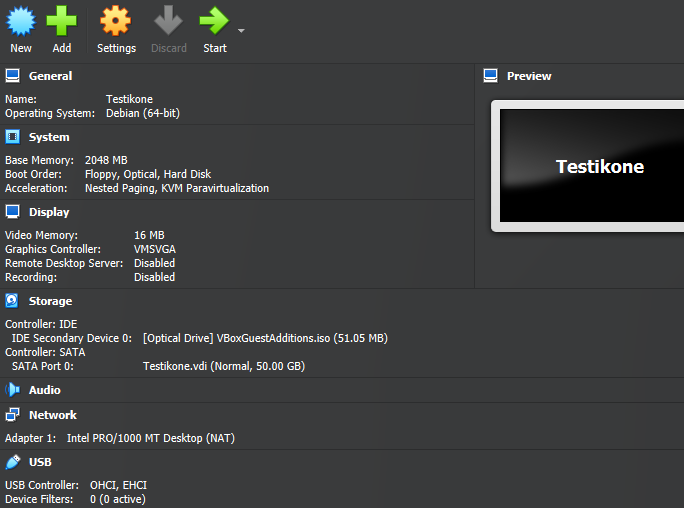 New Add Settings Discard Start
General
Name: Testikone
Operating System: Debian (64-bit)
System
Base Memory: 2048 MB
Boot Order: Floppy, Optical, Hard Disk
Acceleration: Nested Paging, KVM Paravirtualization
Display
Video Memory: 16 MB
Graphics Controller: VMSVGA
Remote Desktop Server: Disabled
Recording: Disabled
Preview
Testikone
Storage
Controller: IDE
IDE Secondary Device 0: [Optical Drive] VBoxGuestAdditions.iso (51.05 MB)
Controller: SATA
SATA Port 0: Testikone.vdi (Normal, 50.00 GB)
Audio
Network
Adapter 1: Intel PRO/1000 MT Desktop (NAT)
USB
USB Controller: OHCI, EHCI
Device Filters: 0 (0 active)